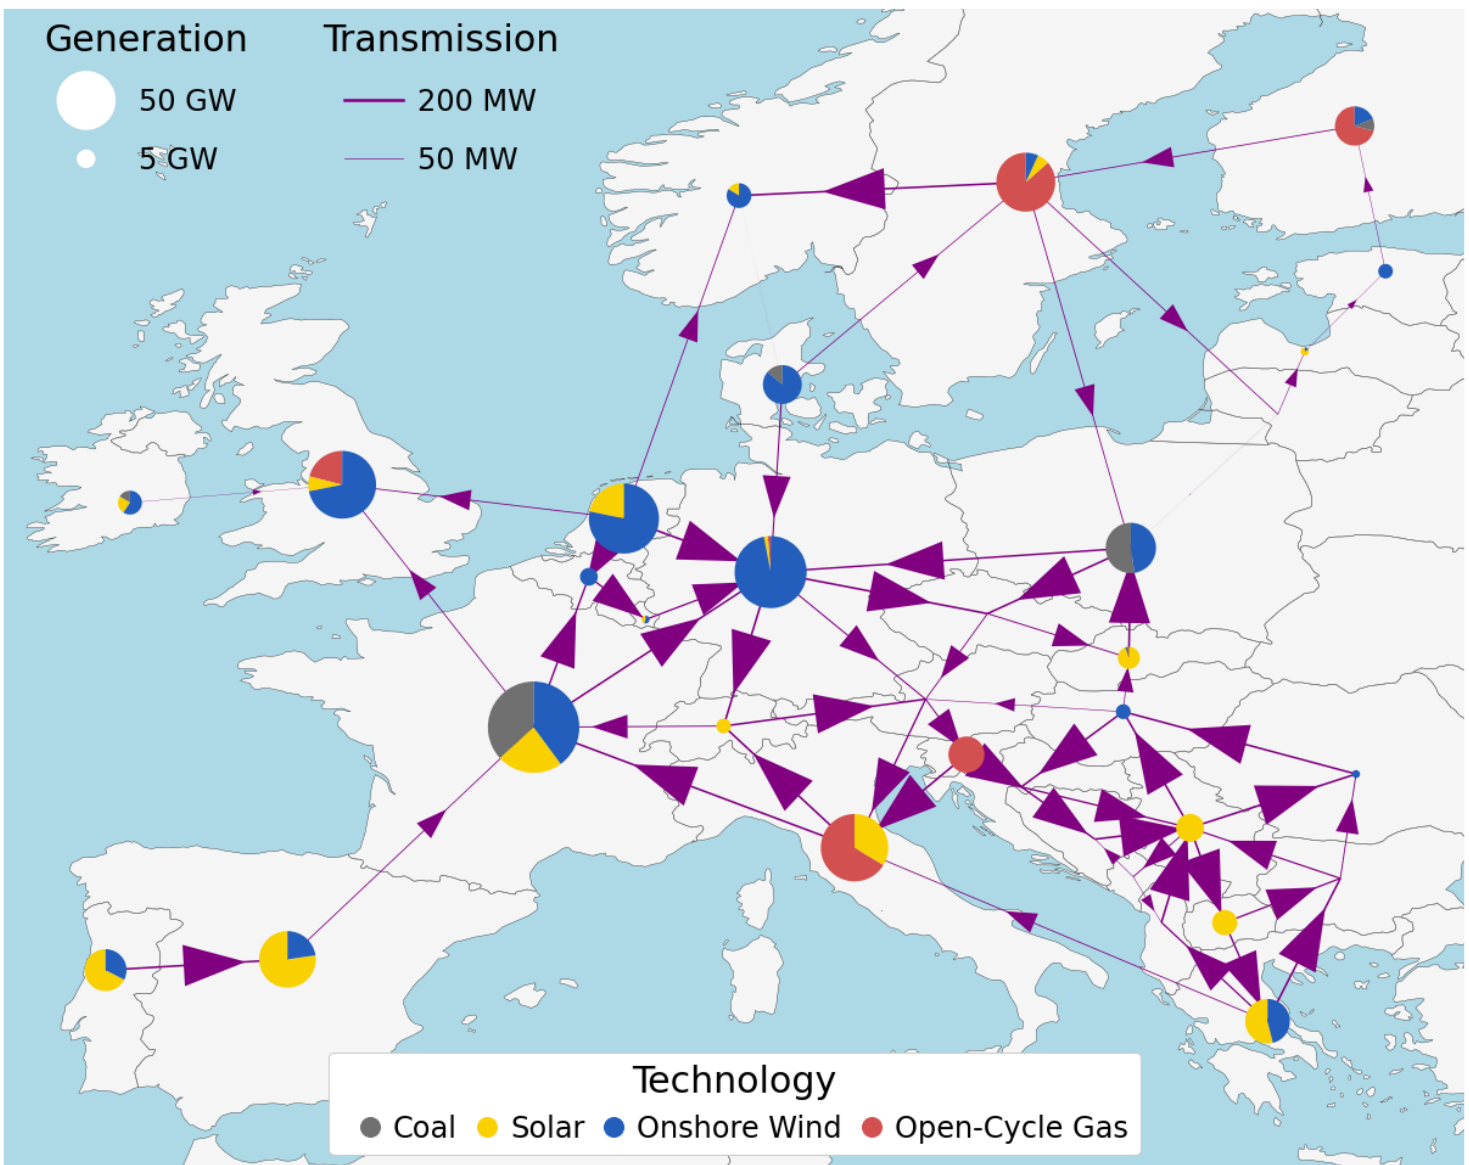 Generation Transmission
50 GW 200 MW
5 GW 50 MW
Technology
Coal Solar Onshore Wind Open-Cycle Gas